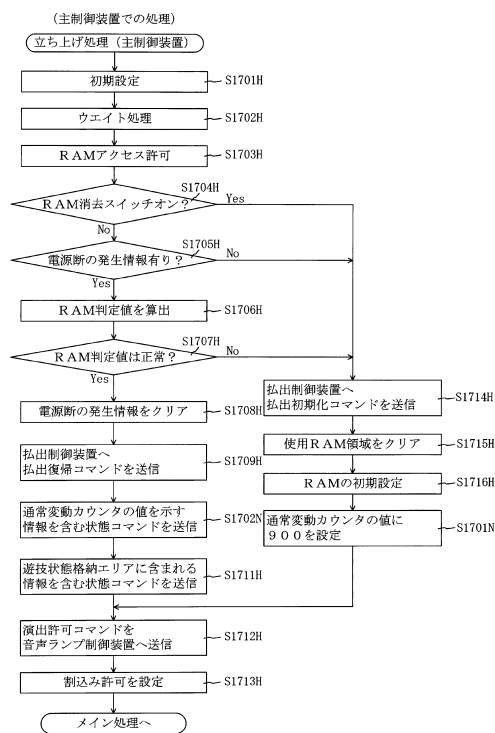 （主制御装置での処理）
立ち上げ処理（主制御装置）
初期設定
S1701H
ウエイト処理
S1702H
ＲＡＭアクセス許可
S1703H
S1704H
ＲＡＭ消去スイッチオン？
Yes
No
S1705H
電源断の発生情報有り？
No
Yes
ＲＡＭ判定値を算出
S1706H
S1707H
ＲＡＭ判定値は正常？
No
Yes
電源断の発生情報をクリア
S1708H
払出制御装置へ
払出復帰コマンドを送信
S1709H
通常変動カウンタの値を示す
情報を含む状態コマンドを送信
S1702N
遊技状態格納エリアに含まれる
情報を含む状態コマンドを送信
S1711H
払出制御装置へ
払出初期化コマンドを送信
S1714H
使用ＲＡＭ領域をクリア
S1715H
ＲＡＭの初期設定
S1716H
通常変動カウンタの値に
９００を設定
S1701N
演出許可コマンドを
音声ランプ制御装置へ送信
S1712H
割込み許可を設定
S1713H
メイン処理へ